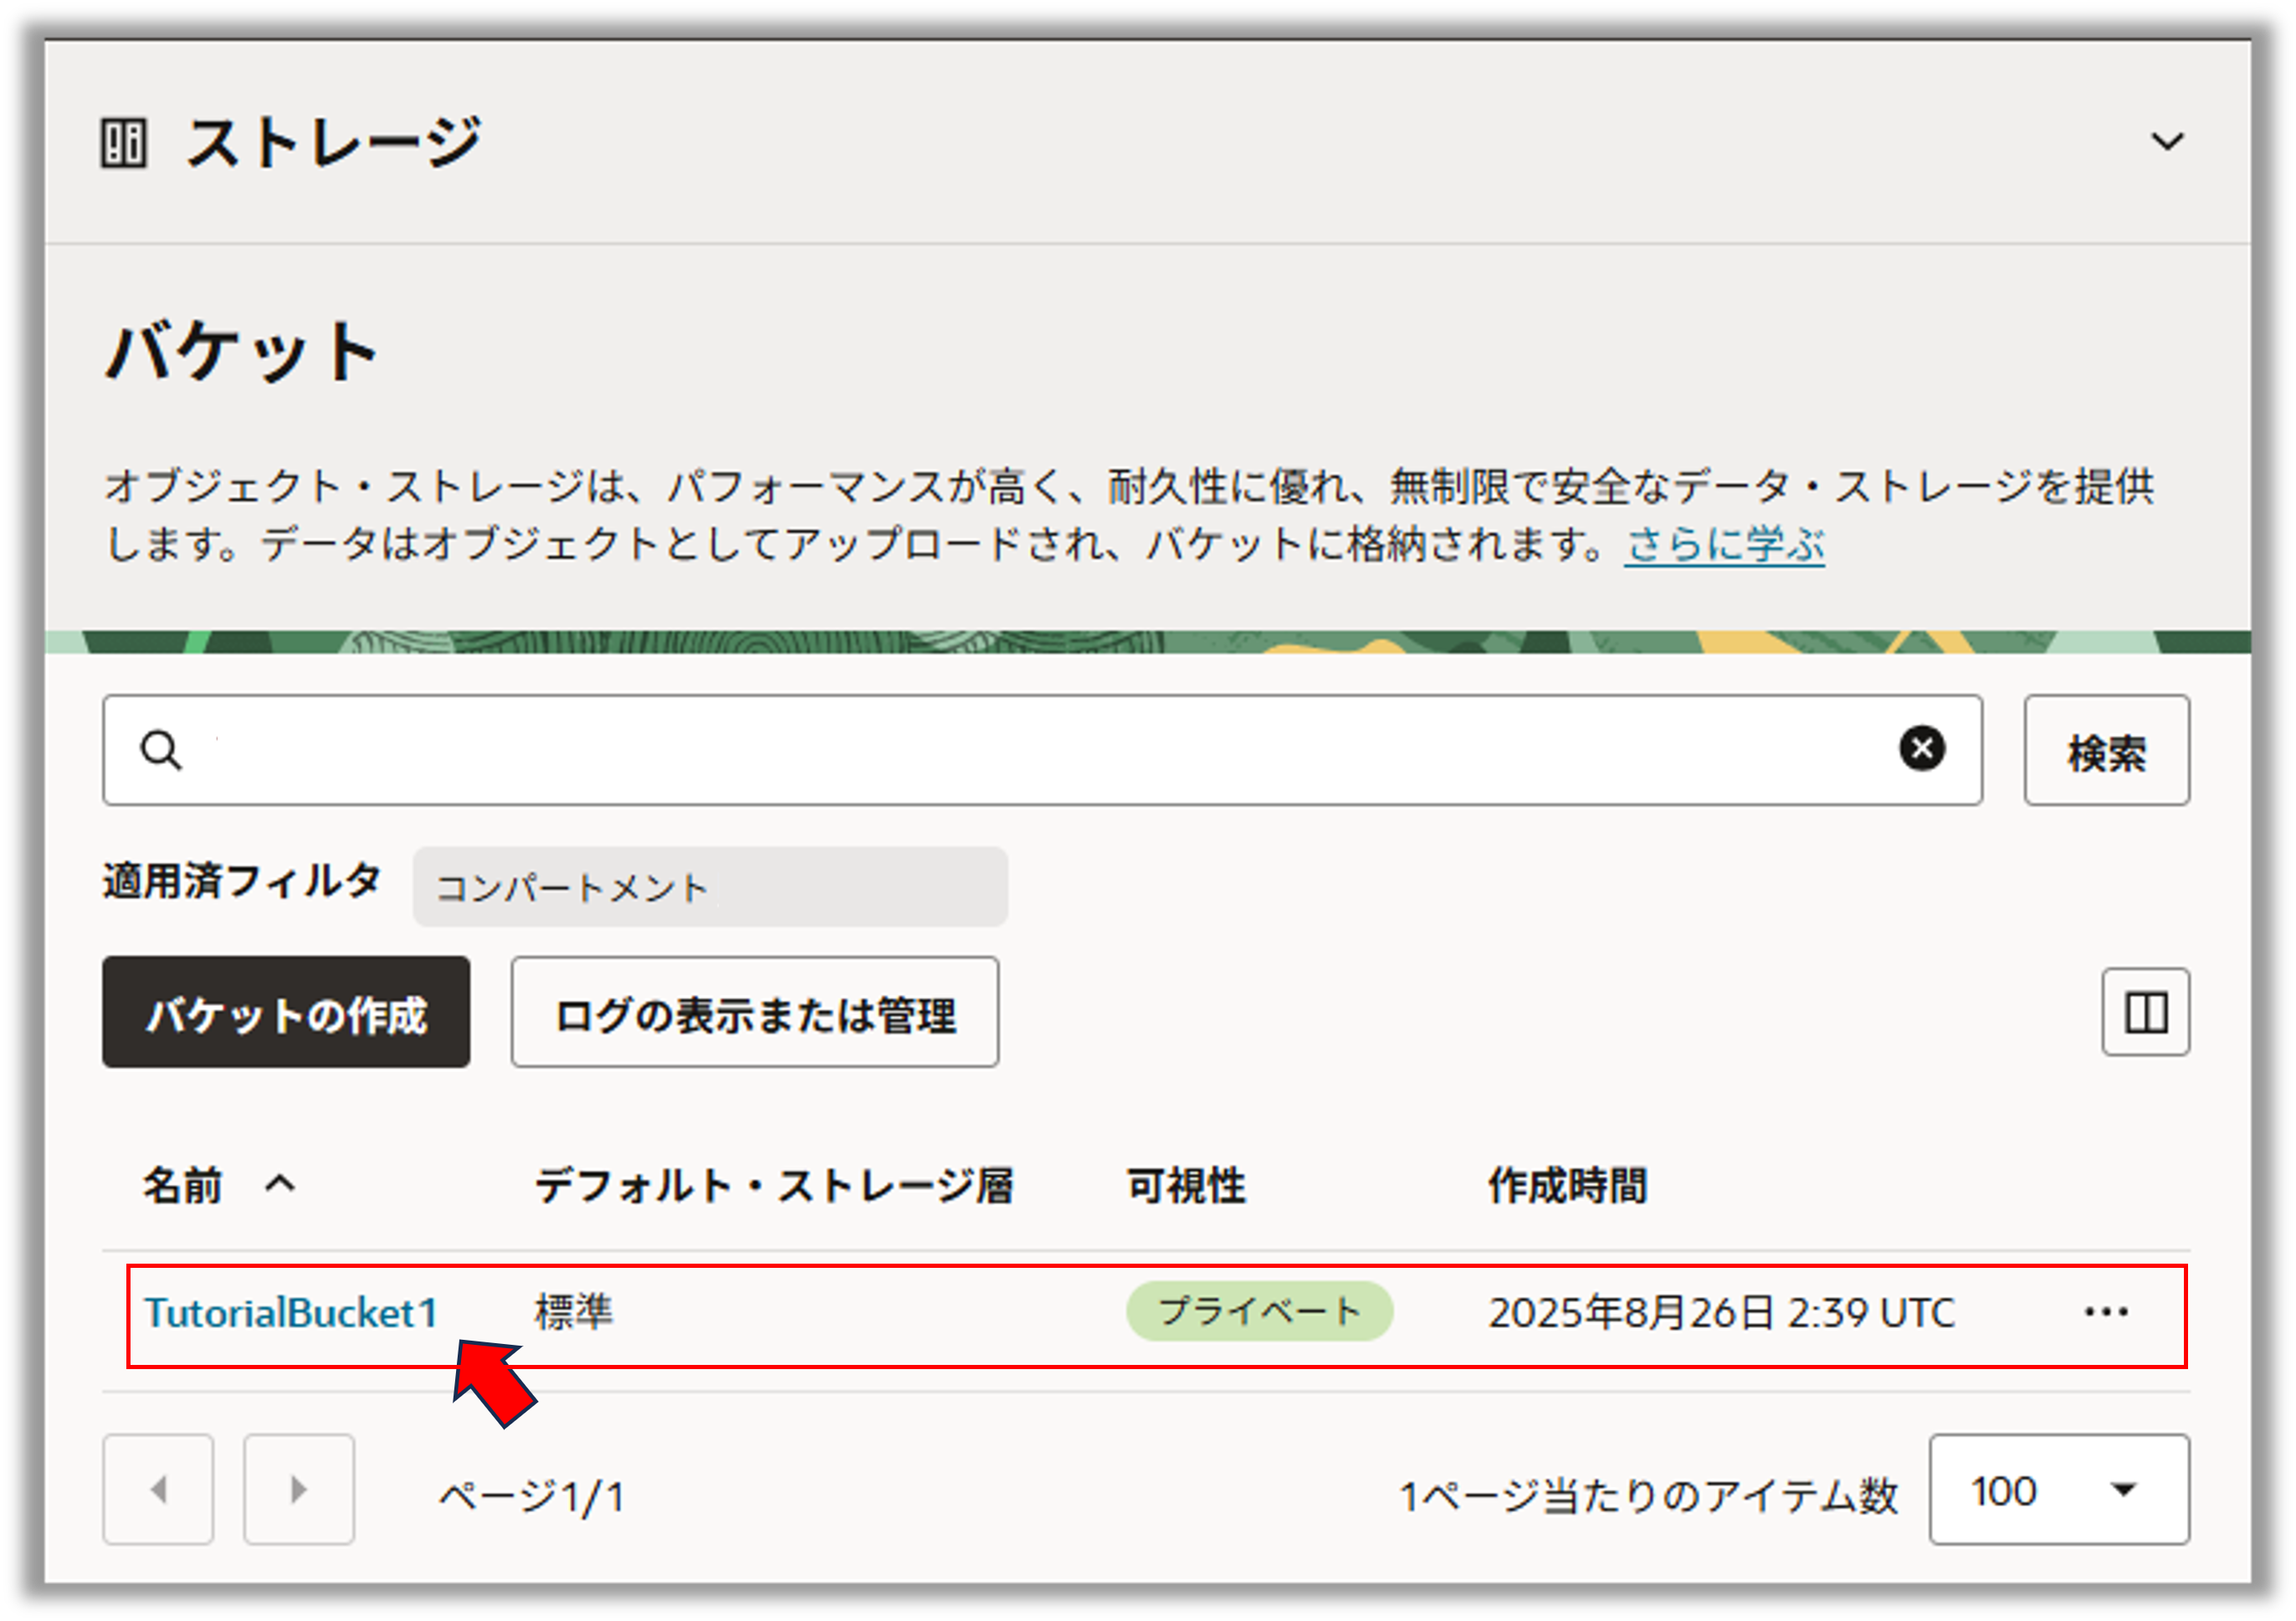 ストレージ
バケット
オブジェクト・ストレージは、パフォーマンスが高く、耐久性に優れ、無制限で安全なデータ・ストレージを提供
します。データはオブジェクトとしてアップロードされ、バケットに格納されます。さらに学ぶ
検索
適用済フィルタ コンパートメント
バケットの作成 ログの表示または管理
名前 デフォルト・ストレージ層 可視性 作成時間
TutorialBucket1 標準 プライベート 2025年8月26日 2:39 UTC
ページ1/1 1ページ当たりのアイテム数 100